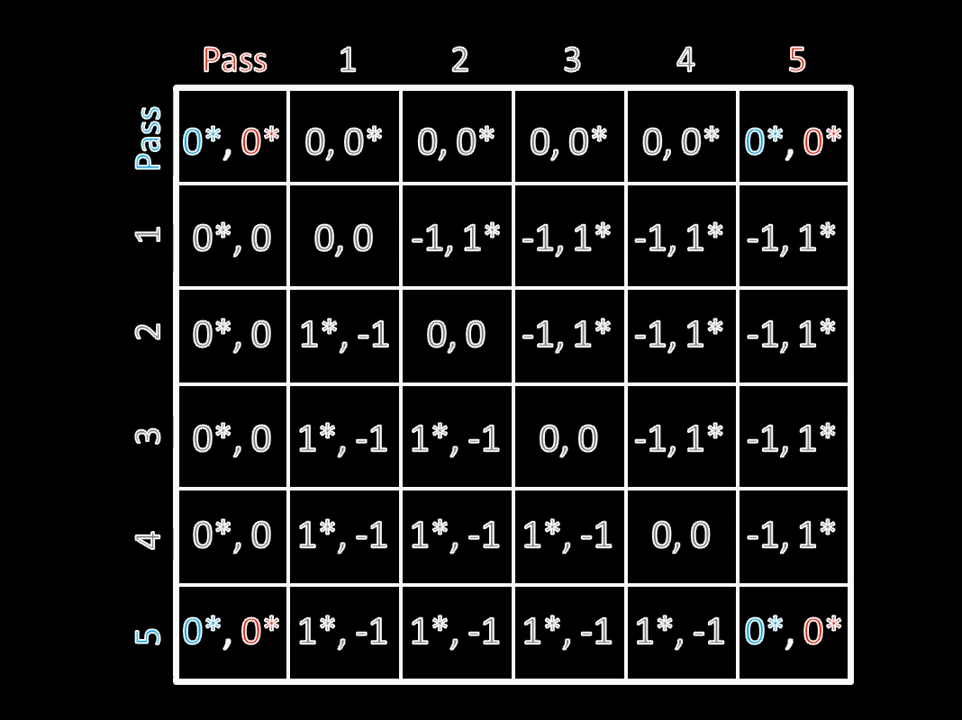 Pass 1 2 3 4 5
Pass 0*, 0* 0, 0* 0, 0* 0, 0* 0, 0* 0*, 0*
1 0*, 0 0, 0 -1, 1* -1, 1* -1, 1* -1, 1*
2 0*, 0 1*, -1 0, 0 -1, 1* -1, 1* -1, 1*
3 0*, 0 1*, -1 1*, -1 0, 0 -1, 1* -1, 1*
4 0*, 0 1*, -1 1*, -1 1*, -1 0, 0 -1, 1*
5 0*, 0* 1*, -1 1*, -1 1*, -1 1*, -1 0*, 0*